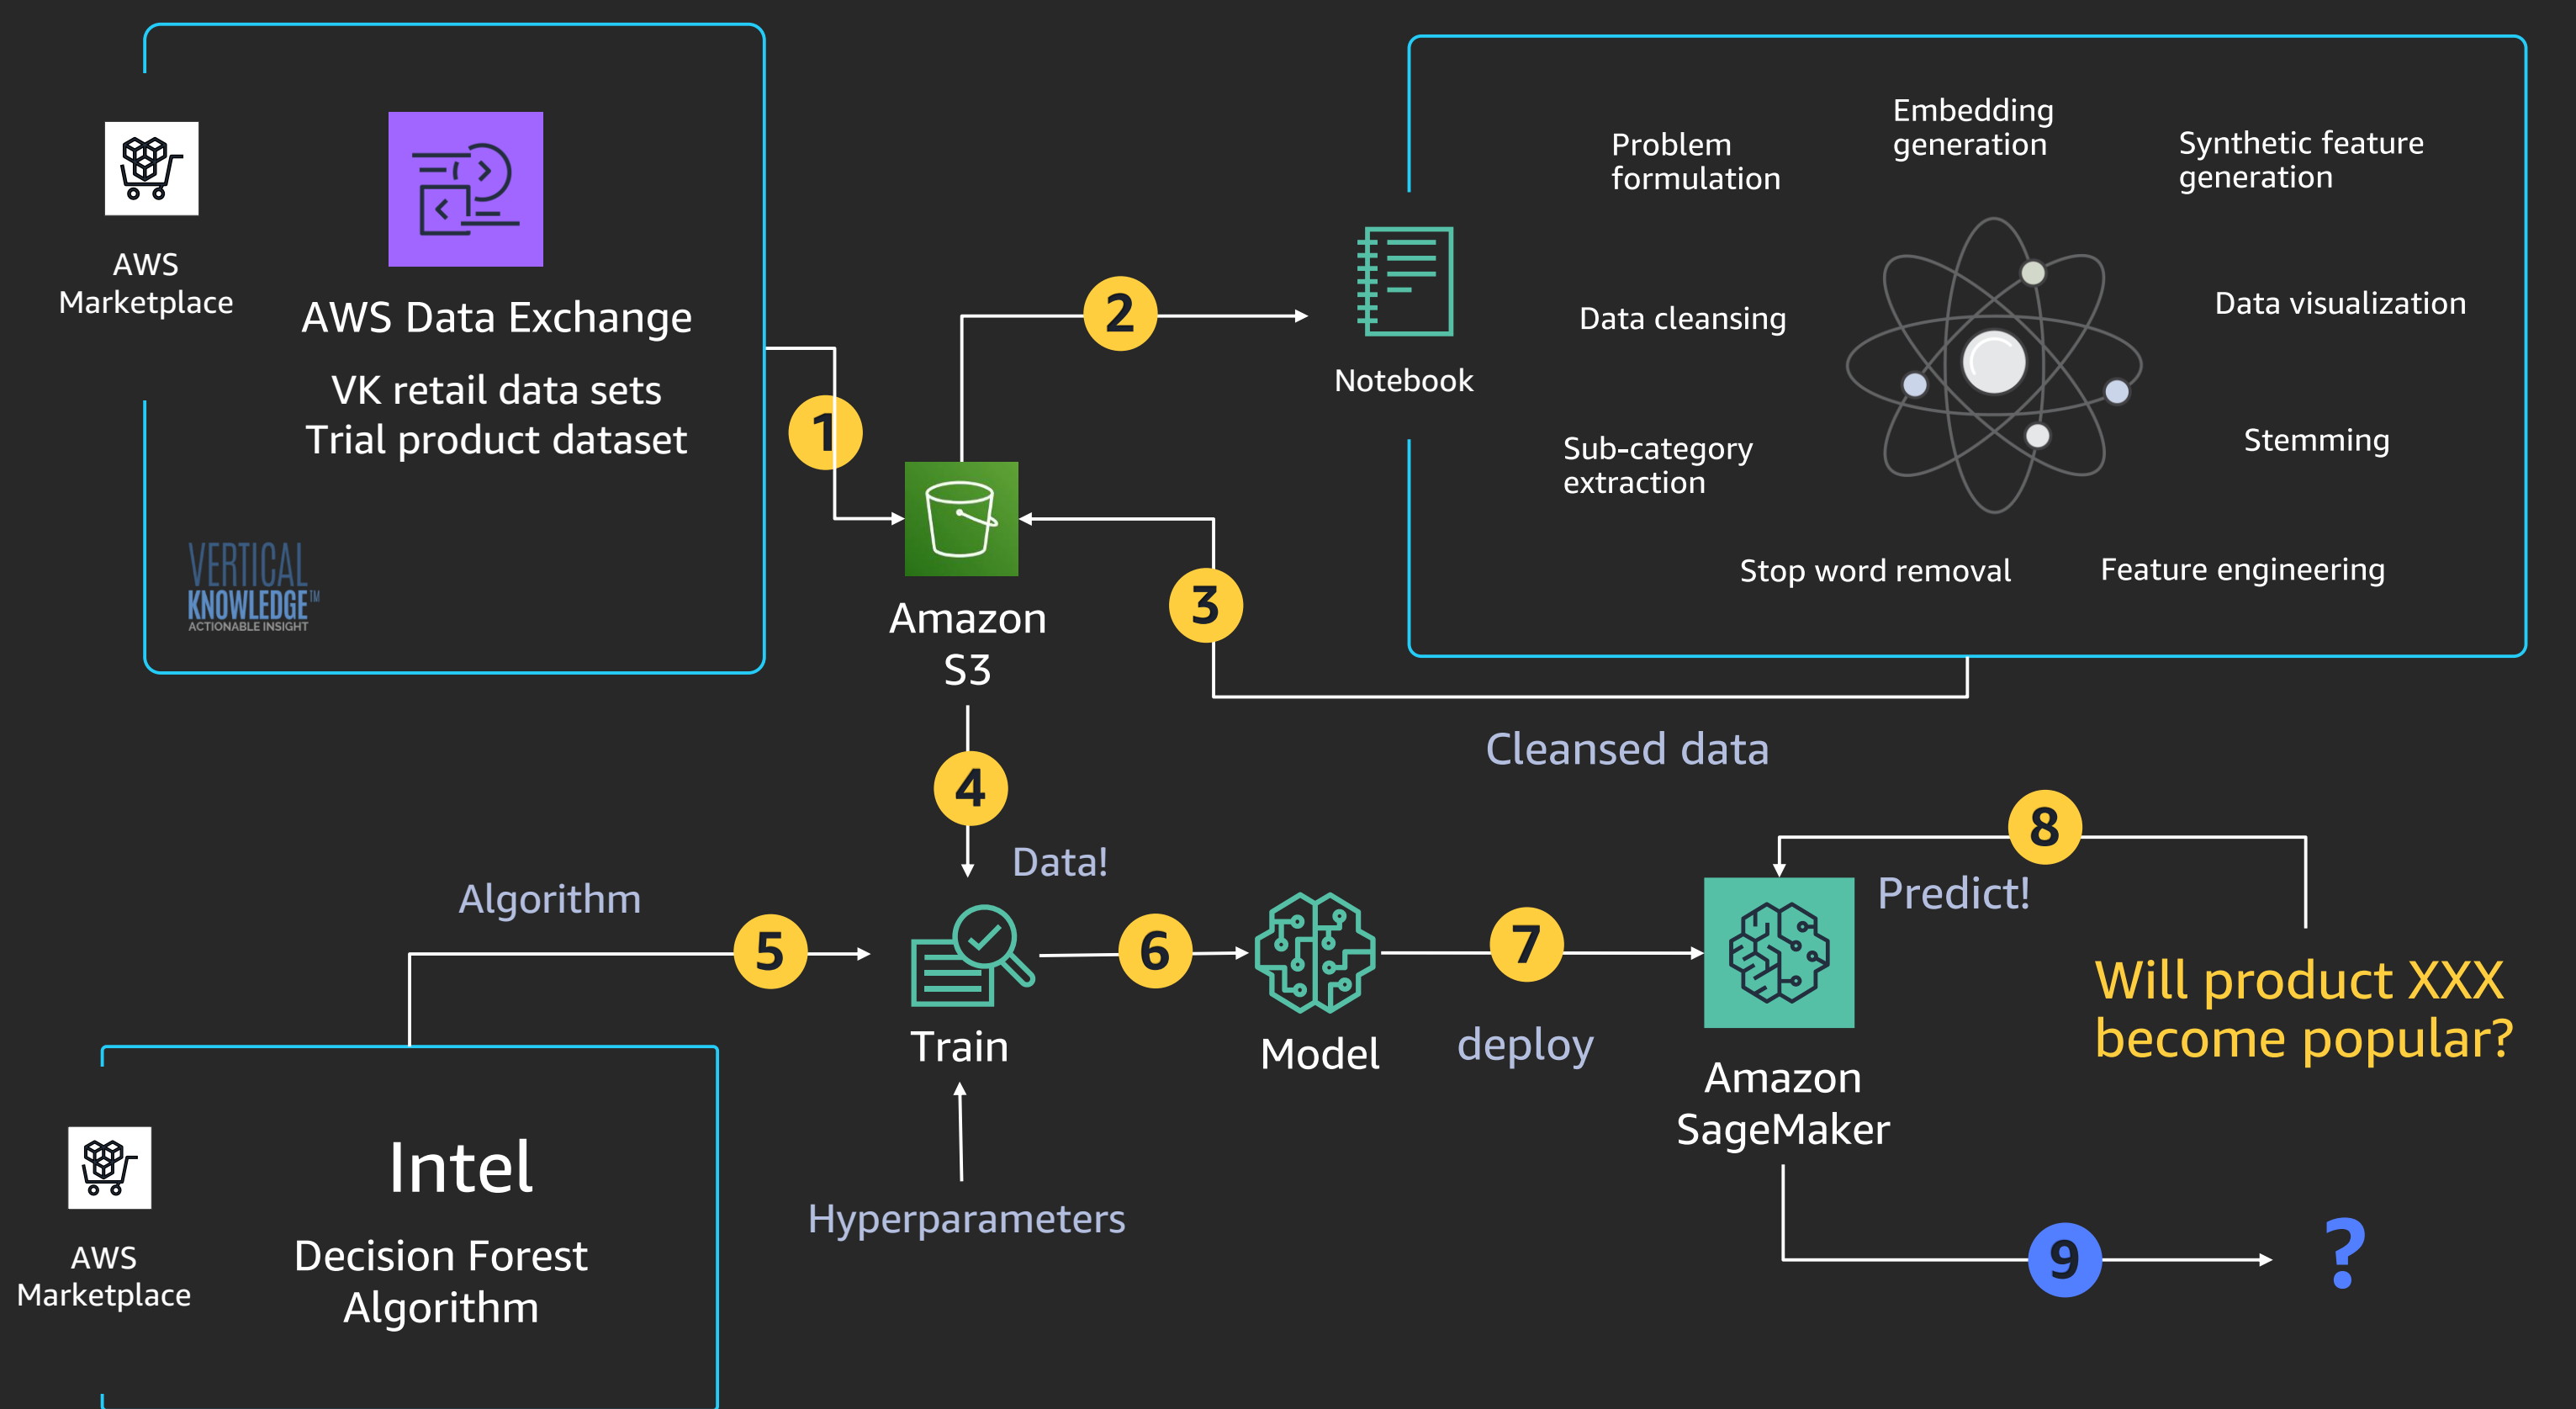 AWS
Marketplace
AWS Data Exchange
VK retail data sets
Trial product dataset
VERTICAL
KNOWLEDGE™
ACTIONABLE INSIGHT
1
Amazon
S3
2
Notebook
Problem
formulation
Embedding
generation
Synthetic feature
generation
Data cleansing
Data visualization
Sub-category
extraction
Stemming
Stop word removal
Feature engineering
3
Cleansed data
4
Data!
Algorithm
5
Train
Hyperparameters
6
Model
7
deploy
8
Predict!
Amazon
SageMaker
Will product XXX
become popular?
9
?
AWS
Marketplace
Intel
Decision Forest
Algorithm